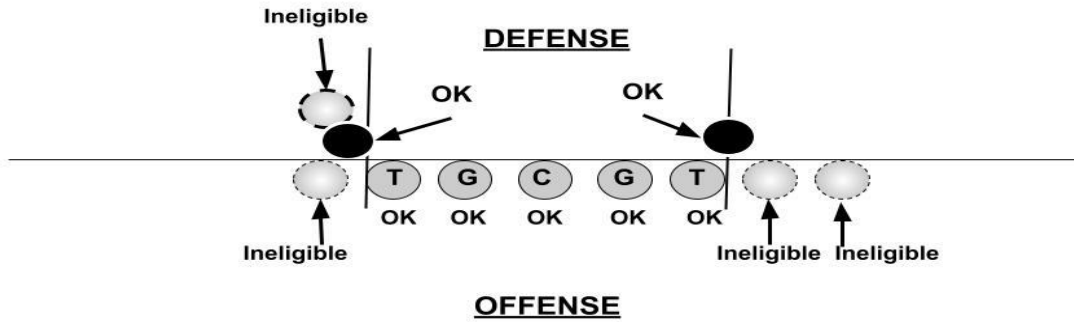 Ineligible
DEFENSE
OK OK
T G C G T
OK OK OK OK OK
Ineligible Ineligible Ineligible
OFFENSE